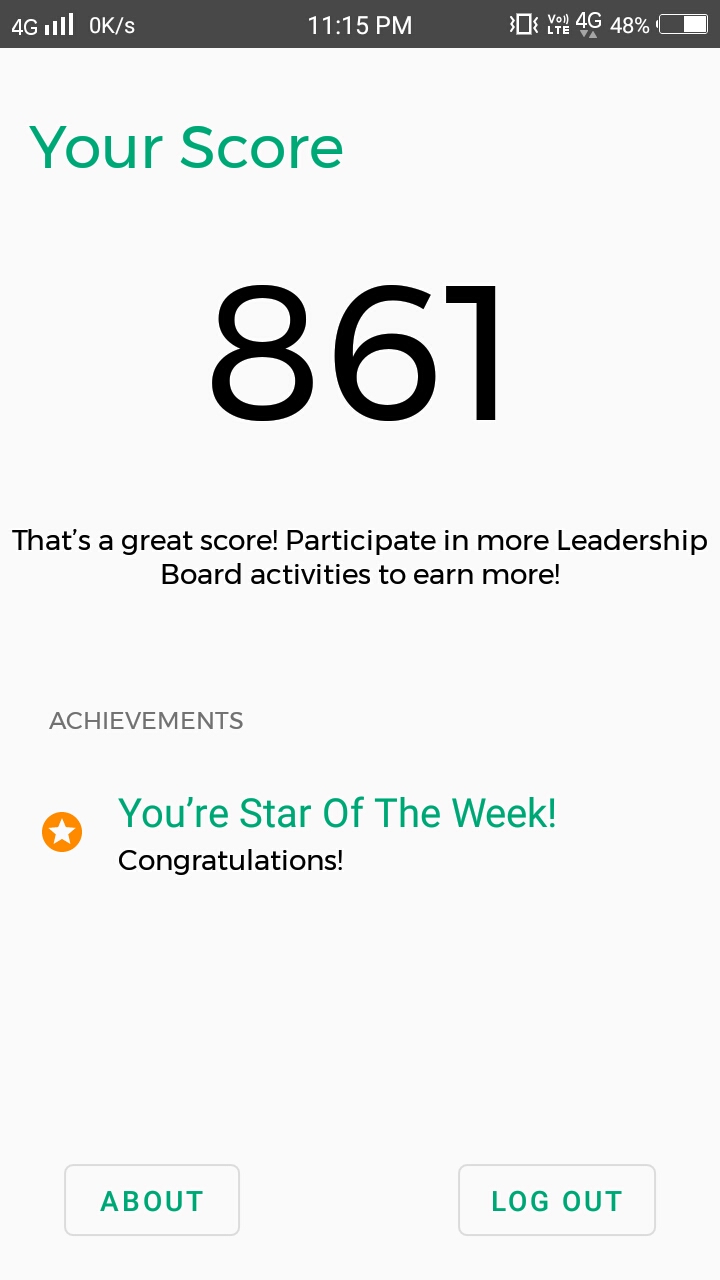 4G 0K/s 11:15 PM Vo)) LTE 4G 48%
Your Score
861
That’s a great score! Participate in more Leadership
Board activities to earn more!
ACHIEVEMENTS
You’re Star Of The Week!
Congratulations!
ABOUT LOG OUT